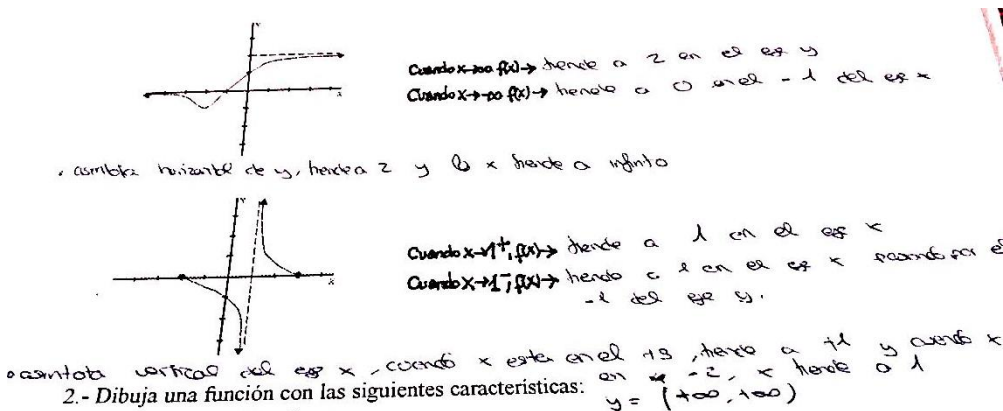 Cuando x→∞ f(x)→ tiende a 2 en el eje y
Cuando x→-∞ f(x)→ tiende a 0 en el - 1 del eje x
. asintota horizontal de y, tiende a 2 y la x tiende a infinito
Cuando x→1⁺, f(x)→ tiende a 1 en el eje x
Cuando x→1⁻, f(x)→ tiende a 1 en el eje x pasando por el
-1 del eje y.
asintota vertical del eje x, cuando x esta en el +3, tiende a +1 y cuando x
en -2, x tiende a 1
2.- Dibuja una función con las siguientes características:
y = (+∞, +∞)